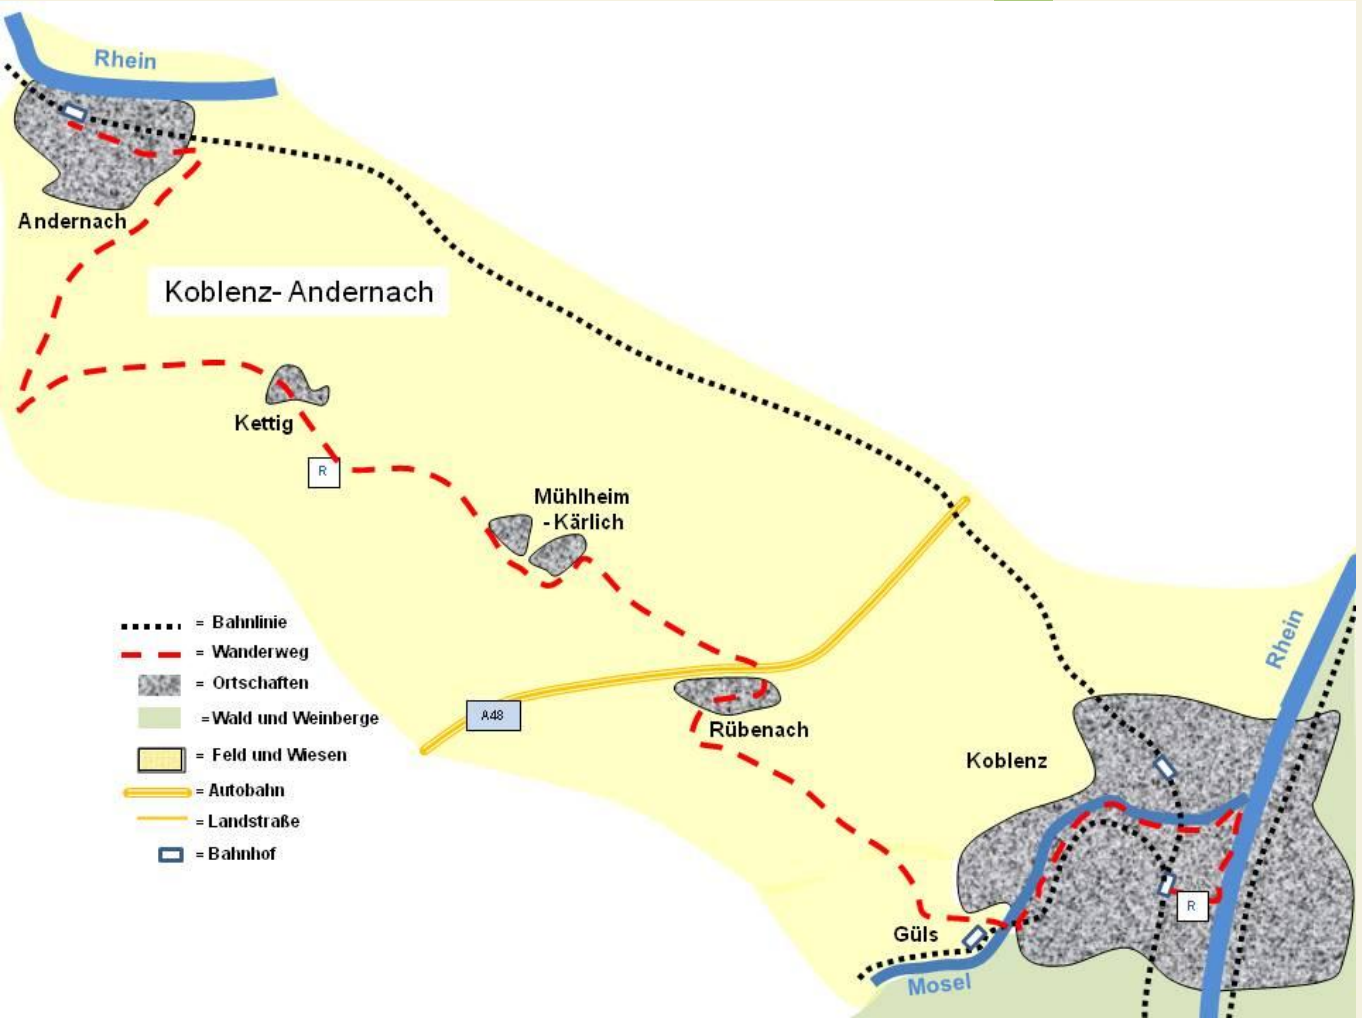 Rhein
Andernach
Koblenz- Andernach
Kettig
R
Mühlheim
- Kärlich
= Bahnlinie
= Wanderweg
= Ortschaften
= Wald und Weinberge
= Feld und Wiesen
= Autobahn
= Landstraße
= Bahnhof
A48
Rübenach
Rhein
Koblenz
R
Güls
Mosel